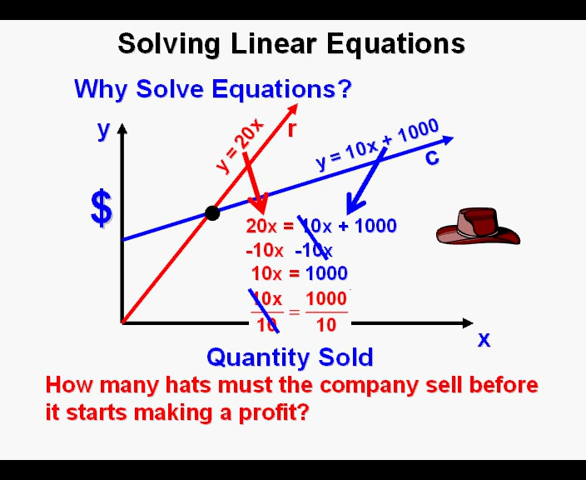 Solving Linear Equations
Why Solve Equations?
y
y = 20x
r
y = 10x + 1000
c
$
20x = 10x + 1000
-10x -10x
10x = 1000
10x/10 = 1000/10
x
Quantity Sold
How many hats must the company sell before
it starts making a profit?